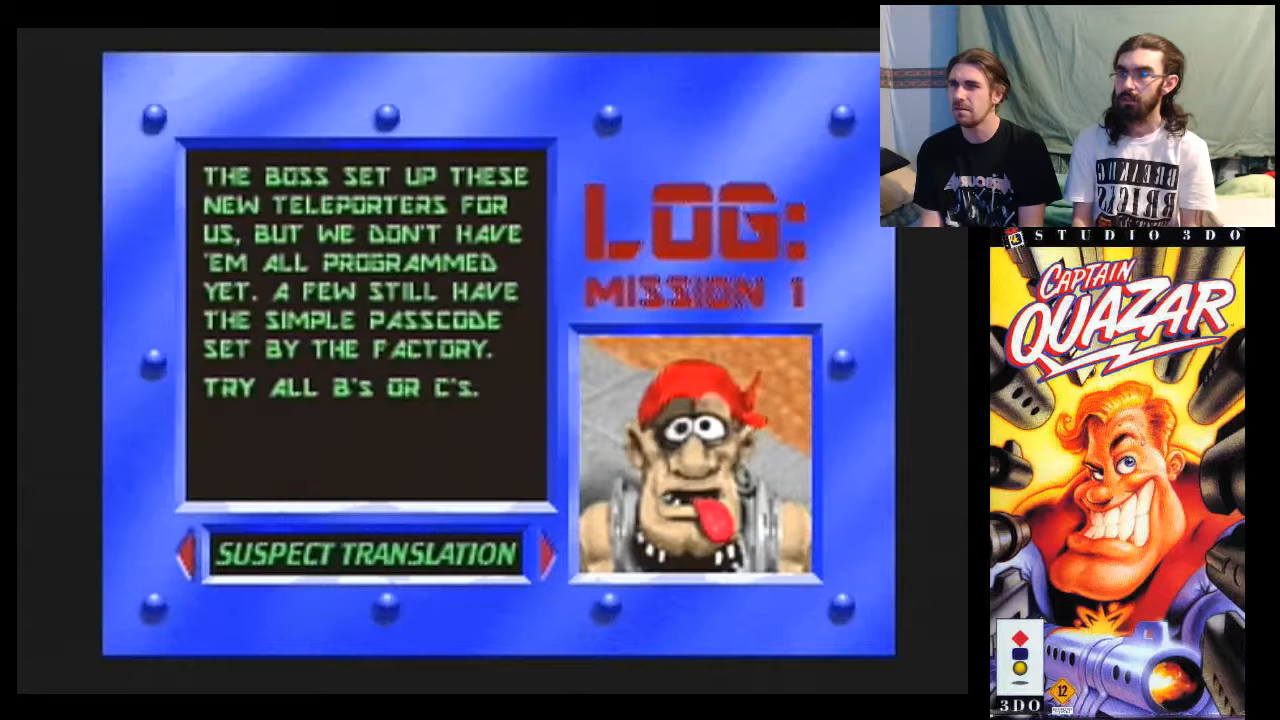 THE BOSS SET UP THESE
NEW TELEPORTERS FOR
US, BUT WE DON'T HAVE
'EM ALL PROGRAMMED
YET. A FEW STILL HAVE
THE SIMPLE PASSCODE
SET BY THE FACTORY.
TRY ALL B's OR C's.
SUSPECT TRANSLATION
LOG:
MISSION 1
BREAKING
BRICKS
STUDIO 3DO
CAPTAIN
QUAZAR
12
3DO